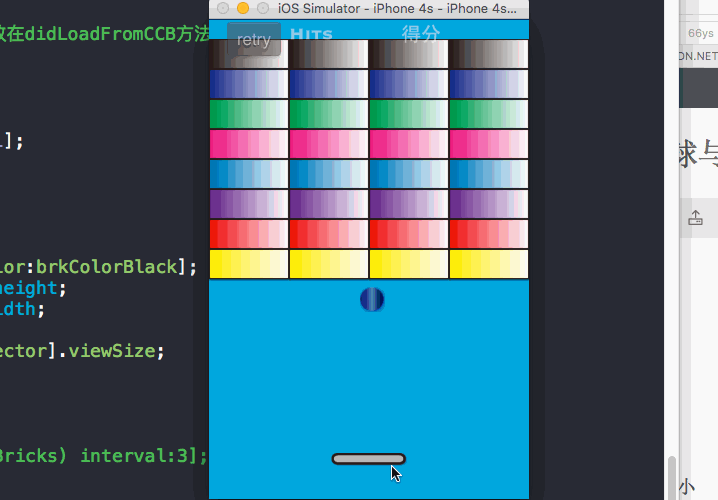 iOS Simulator - iPhone 4s - iPhone 4s...
retry
HITS
得分
在didLoadFromCCB方法
];
lor:brkColorBlack];
height;
idth;
ector].viewSize;
Bricks) interval:3];
66ys
ON.NET
球与
小